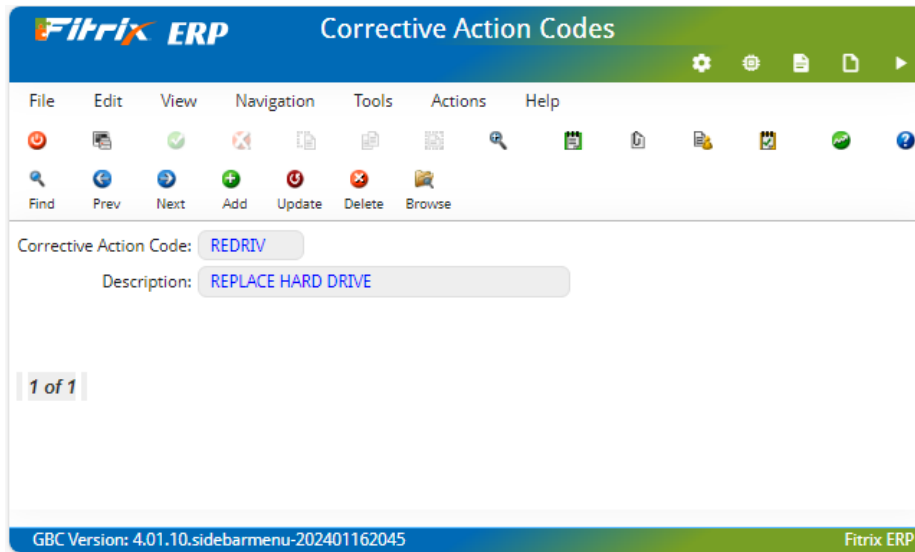 Fitrix ERP Corrective Action Codes
File Edit View Navigation Tools Actions Help
Find Prev Next Add Update Delete Browse
Corrective Action Code: REDRIV
Description: REPLACE HARD DRIVE
1 of 1
GBC Version: 4.01.10.sidebarmenu-202401162045 Fitrix ERP